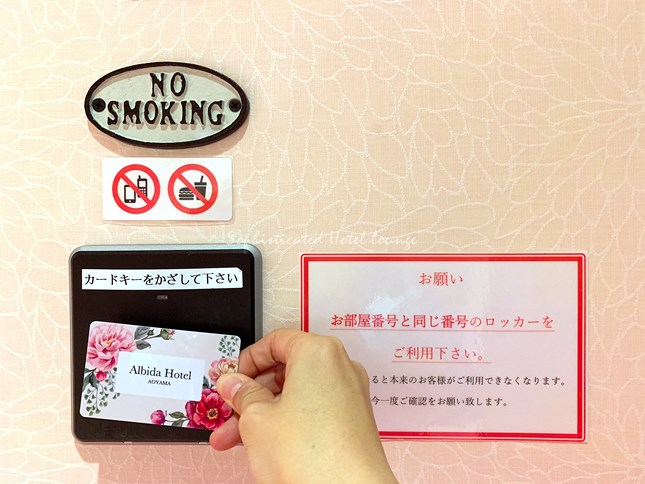 NO
SMOKING
Sophisticated Hotel Lounge
カードキーをかざして下さい
Albida Hotel
AOYAMA
お願い
お部屋番号と同じ番号のロッカーを
ご利用下さい。
ると本来のお客様がご利用できなくなります。
今一度ご確認をお願い致します。